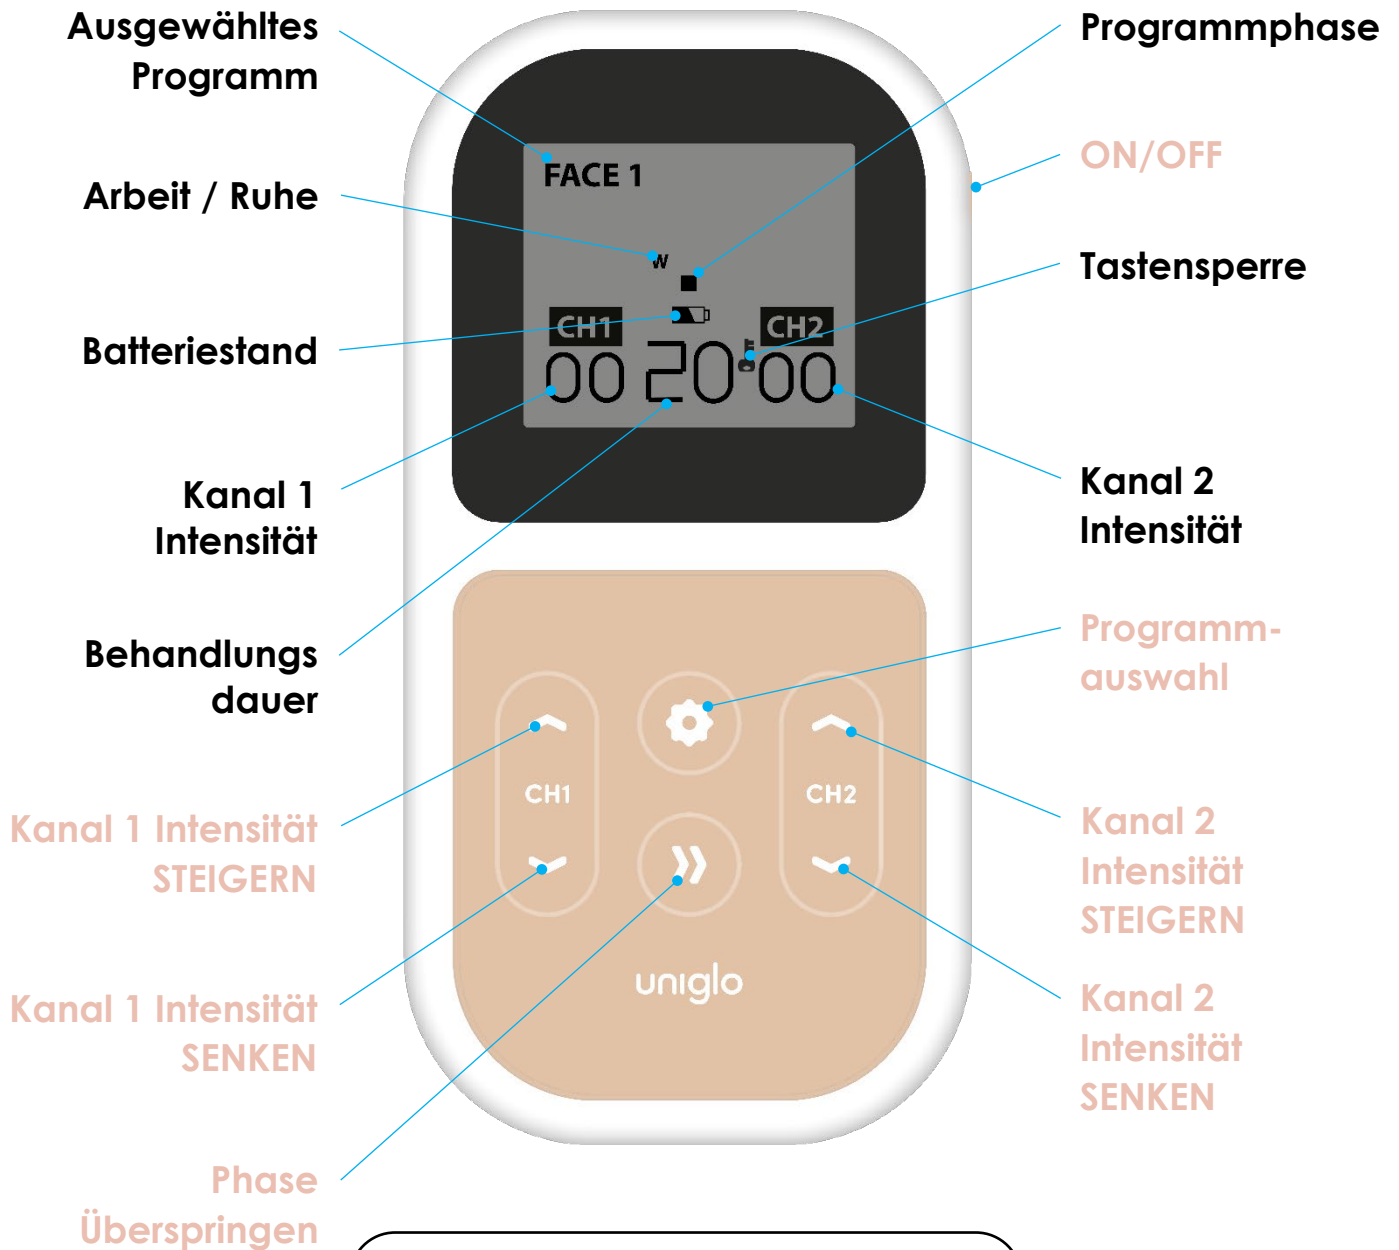 Ausgewähltes
Programm
Arbeit / Ruhe
Batteriestand
Kanal 1
Intensität
Behandlungs
dauer
Kanal 1 Intensität
STEIGERN
Kanal 1 Intensität
SENKEN
Phase
Überspringen
FACE 1
W
CH1
CH2
00
20
00
CH1
CH2
uniglo
Programmphase
ON/OFF
Tastensperre
Kanal 2
Intensität
Programm-
auswahl
Kanal 2
Intensität
STEIGERN
Kanal 2
Intensität
SENKEN